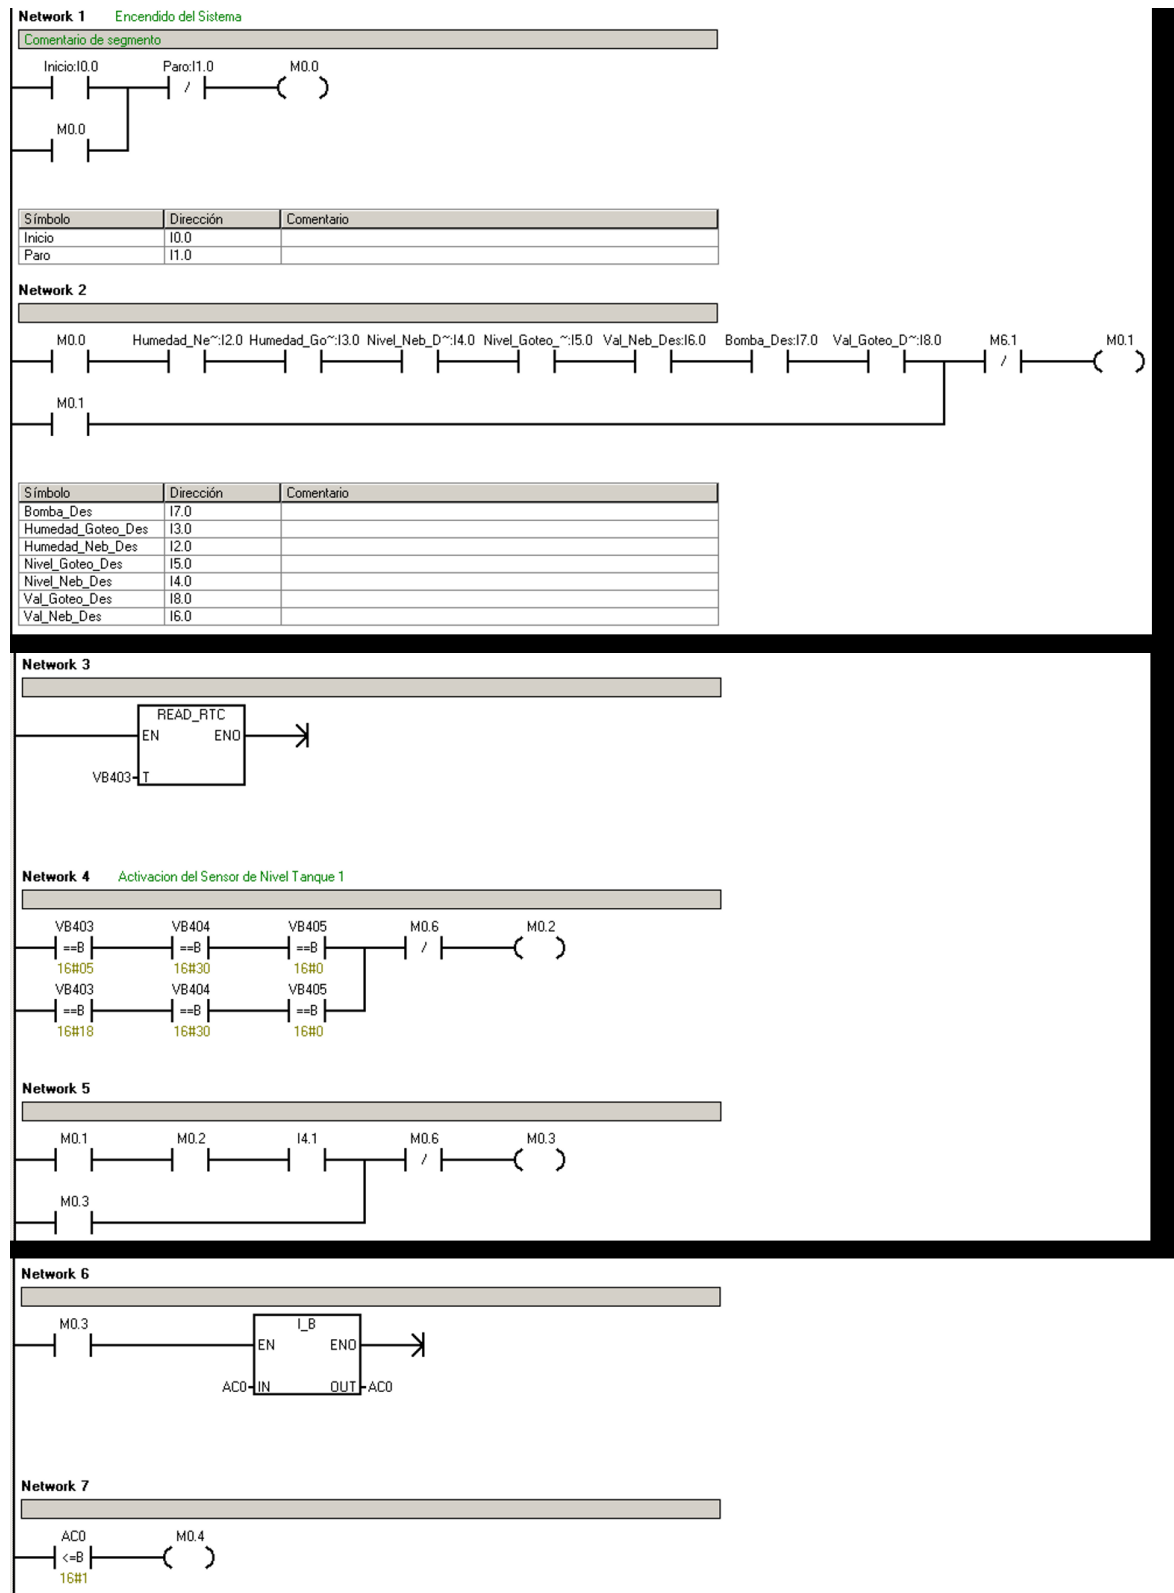 Network 1 Encendido del Sistema
Comentario de segmento
Inicio:I0.0 Paro:I1.0 M0.0
/
M0.0
Símbolo Dirección Comentario
Inicio I0.0
Paro I1.0
Network 2
M0.0 Humedad_Ne~:I2.0 Humedad_Go~:I3.0 Nivel_Neb_D~:I4.0 Nivel_Goteo_~:I5.0 Val_Neb_Des:I6.0 Bomba_Des:I7.0 Val_Goteo_D~:I8.0 M6.1 M0.1
/
M0.1
Símbolo Dirección Comentario
Bomba_Des I7.0
Humedad_Goteo_Des I3.0
Humedad_Neb_Des I2.0
Nivel_Goteo_Des I5.0
Nivel_Neb_Des I4.0
Val_Goteo_Des I8.0
Val_Neb_Des I6.0
Network 3
READ_RTC
EN ENO
VB403 T
Network 4 Activacion del Sensor de Nivel Tanque 1
VB403 VB404 VB405 M0.6 M0.2
==B ==B ==B /
16#05 16#30 16#0
VB403 VB404 VB405
==B ==B ==B
16#18 16#30 16#0
Network 5
M0.1 M0.2 I4.1 M0.6 M0.3
/
M0.3
Network 6
M0.3 I_B
EN ENO
AC0 IN OUT AC0
Network 7
AC0 M0.4
<=B
16#1